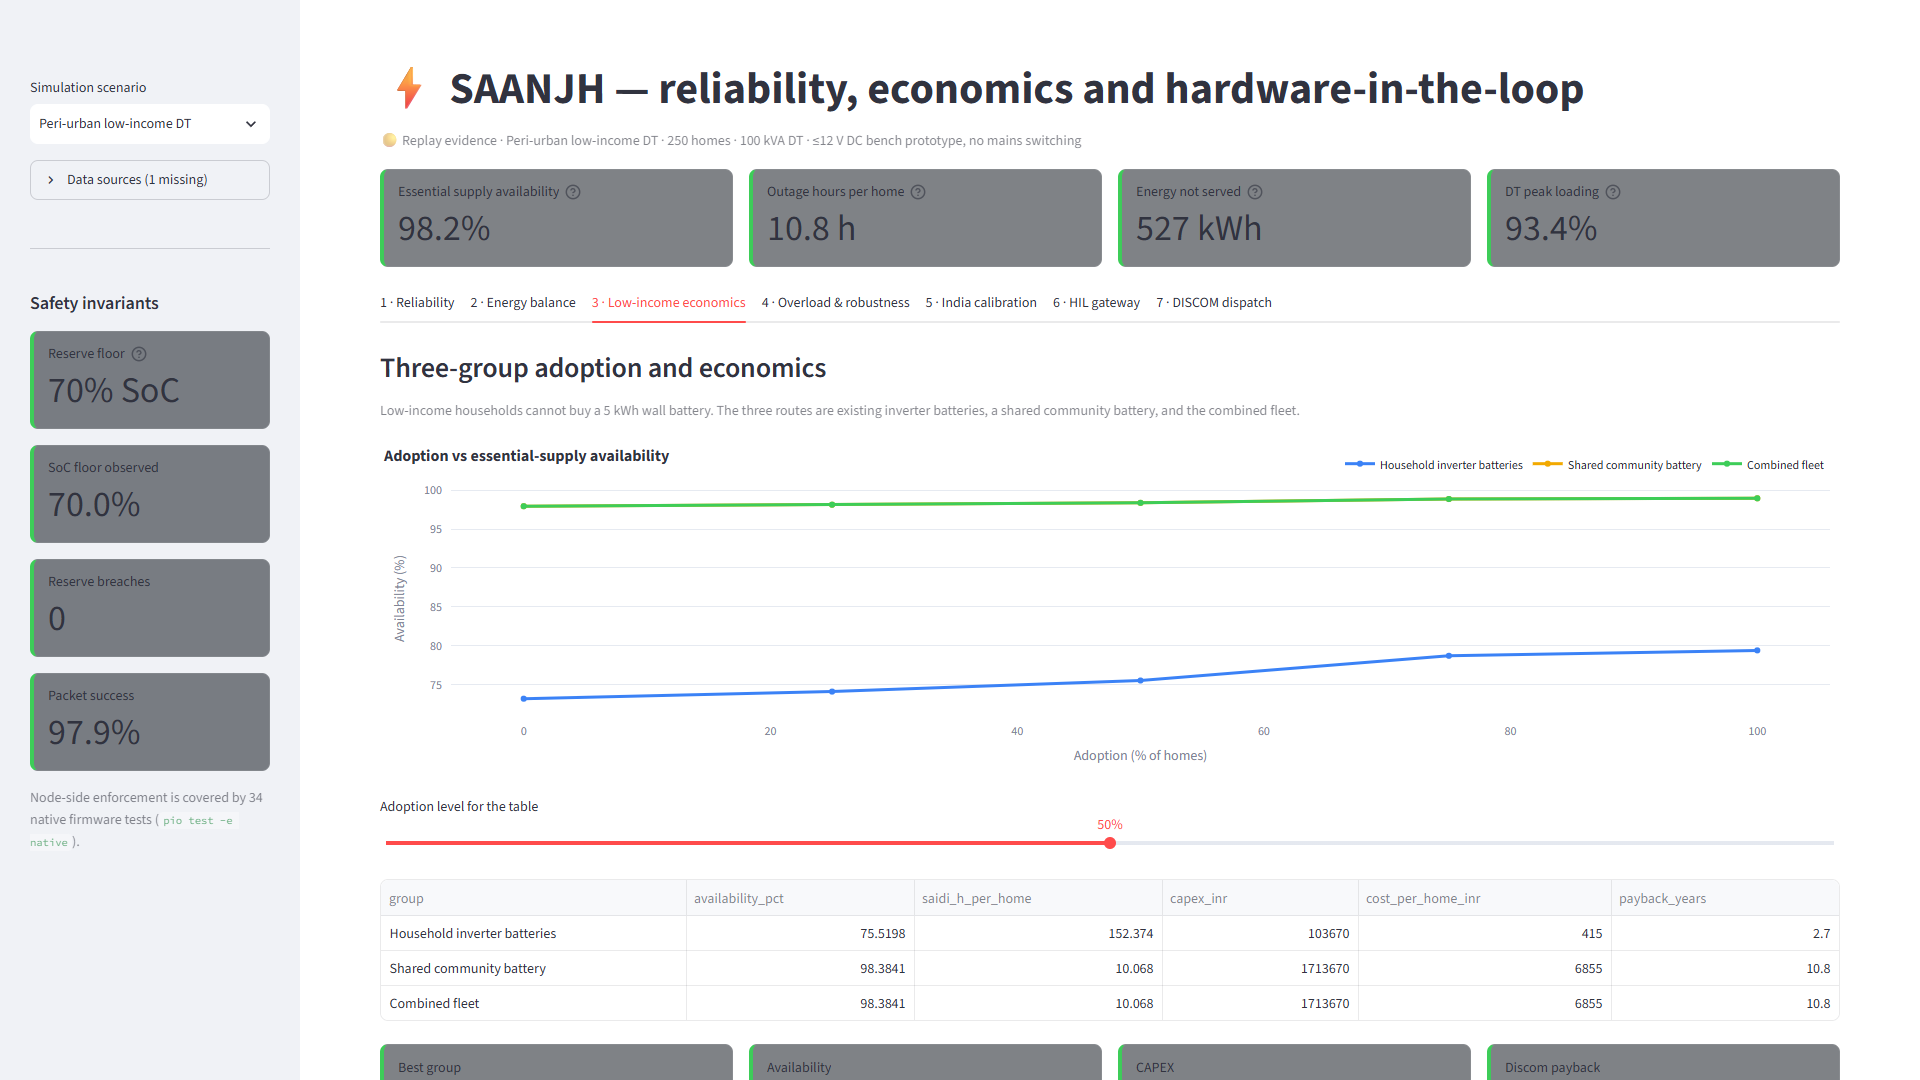 Simulation scenario
Peri-urban low-income DT
Data sources (1 missing)
Safety invariants
Reserve floor
70% SoC
SoC floor observed
70.0%
Reserve breaches
0
Packet success
97.9%
Node-side enforcement is covered by 34
native firmware tests ( pio test -e
native ).
SAANJH — reliability, economics and hardware-in-the-loop
Replay evidence · Peri-urban low-income DT · 250 homes · 100 kVA DT · ≤12 V DC bench prototype, no mains switching
Essential supply availability
98.2%
Outage hours per home
10.8 h
Energy not served
527 kWh
DT peak loading
93.4%
1 · Reliability 2 · Energy balance 3 · Low-income economics 4 · Overload & robustness 5 · India calibration 6 · HIL gateway 7 · DISCOM dispatch
Three-group adoption and economics
Low-income households cannot buy a 5 kWh wall battery. The three routes are existing inverter batteries, a shared community battery, and the combined fleet.
Adoption vs essential-supply availability
Household inverter batteries Shared community battery Combined fleet
100
95
90
85
80
75
Availability (%)
0 20 40 60 80 100
Adoption (% of homes)
Adoption level for the table
50%
group availability_pct saidi_h_per_home capex_inr cost_per_home_inr payback_years
Household inverter batteries 75.5198 152.374 103670 415 2.7
Shared community battery 98.3841 10.068 1713670 6855 10.8
Combined fleet 98.3841 10.068 1713670 6855 10.8
Best group Availability CAPEX Discom payback